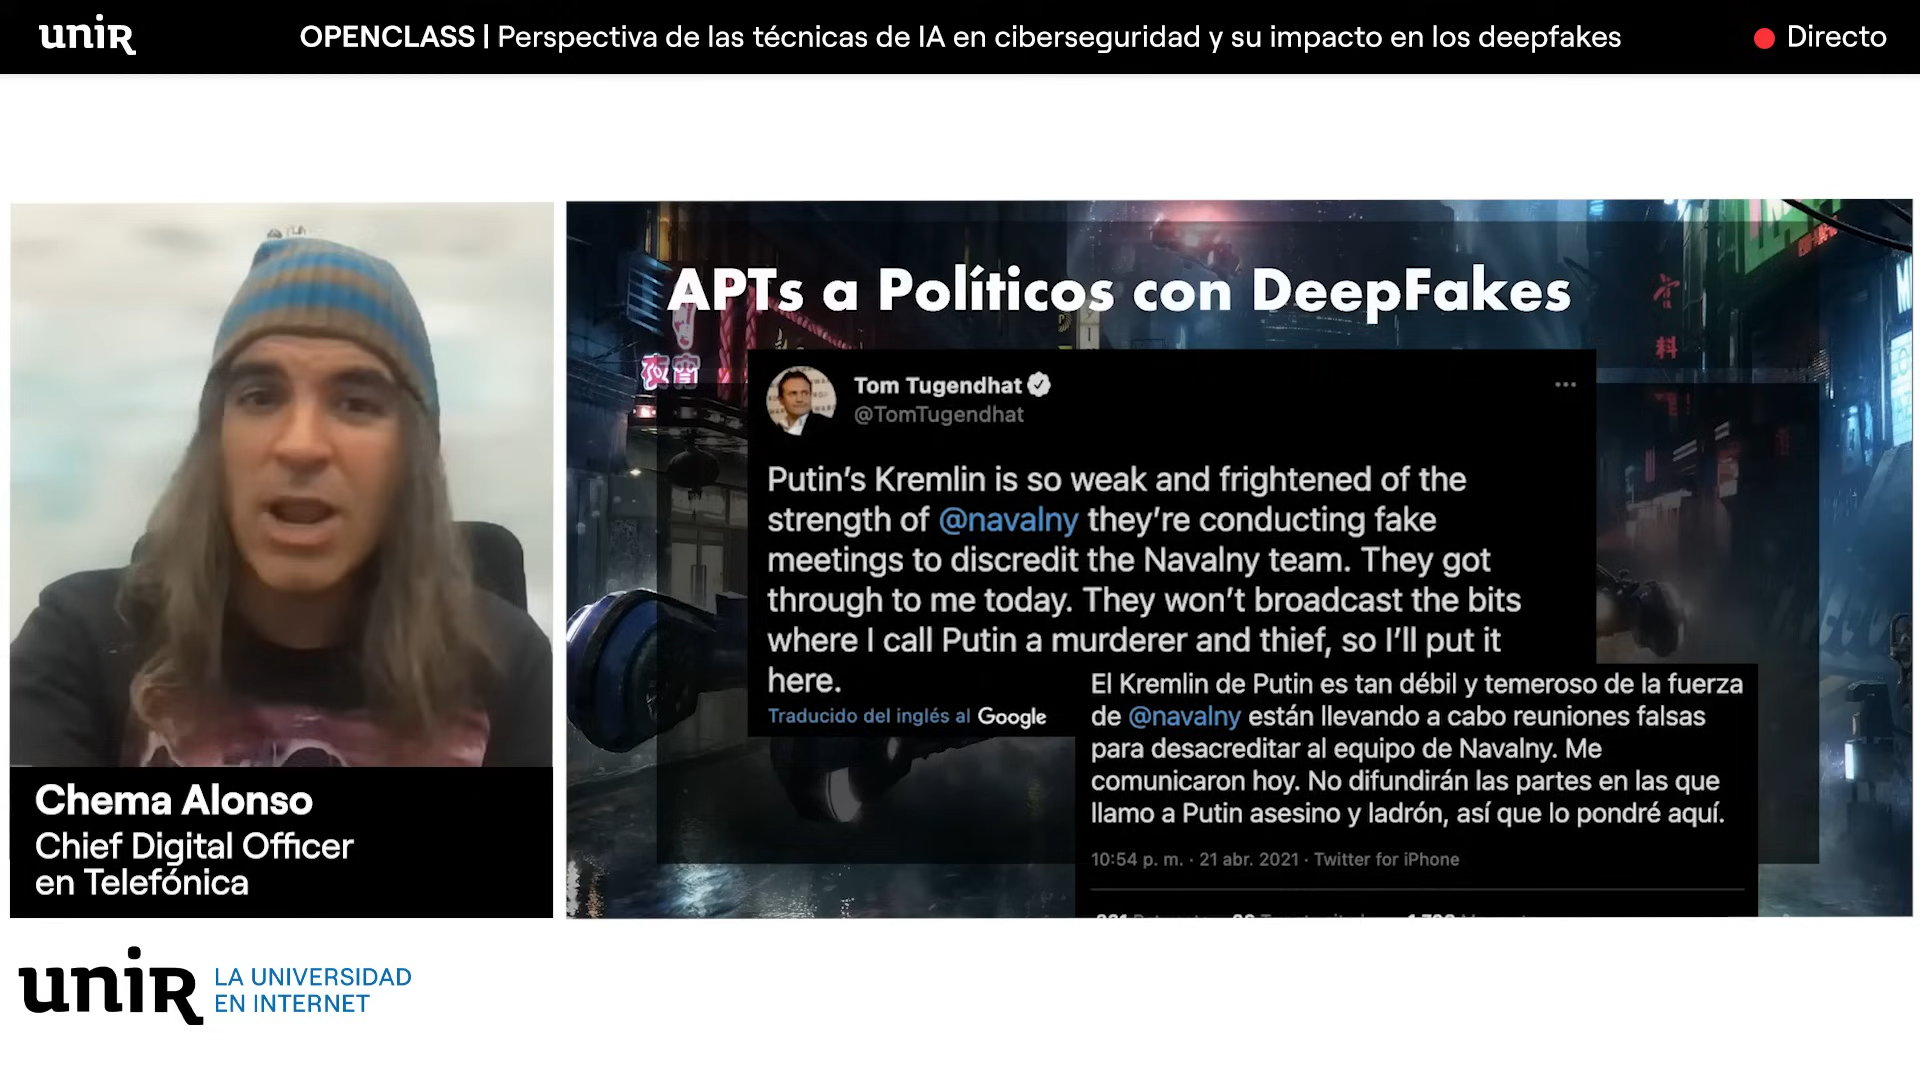 unir
OPENCLASS | Perspectiva de las técnicas de IA en ciberseguridad y su impacto en los deepfakes
Directo
APTs a Políticos con DeepFakes
夜宵
Tom Tugendhat
@TomTugendhat
Putin’s Kremlin is so weak and frightened of the
strength of @navalny they’re conducting fake
meetings to discredit the Navalny team. They got
through to me today. They won’t broadcast the bits
where I call Putin a murderer and thief, so I’ll put it
here.
Traducido del inglés al Google
El Kremlin de Putin es tan débil y temeroso de la fuerza
de @navalny están llevando a cabo reuniones falsas
para desacreditar al equipo de Navalny. Me
comunicaron hoy. No difundirán las partes en las que
llamo a Putin asesino y ladrón, así que lo pondré aquí.
10:54 p. m. · 21 abr. 2021 · Twitter for iPhone
Chema Alonso
Chief Digital Officer
en Telefónica
unir LA UNIVERSIDAD
EN INTERNET